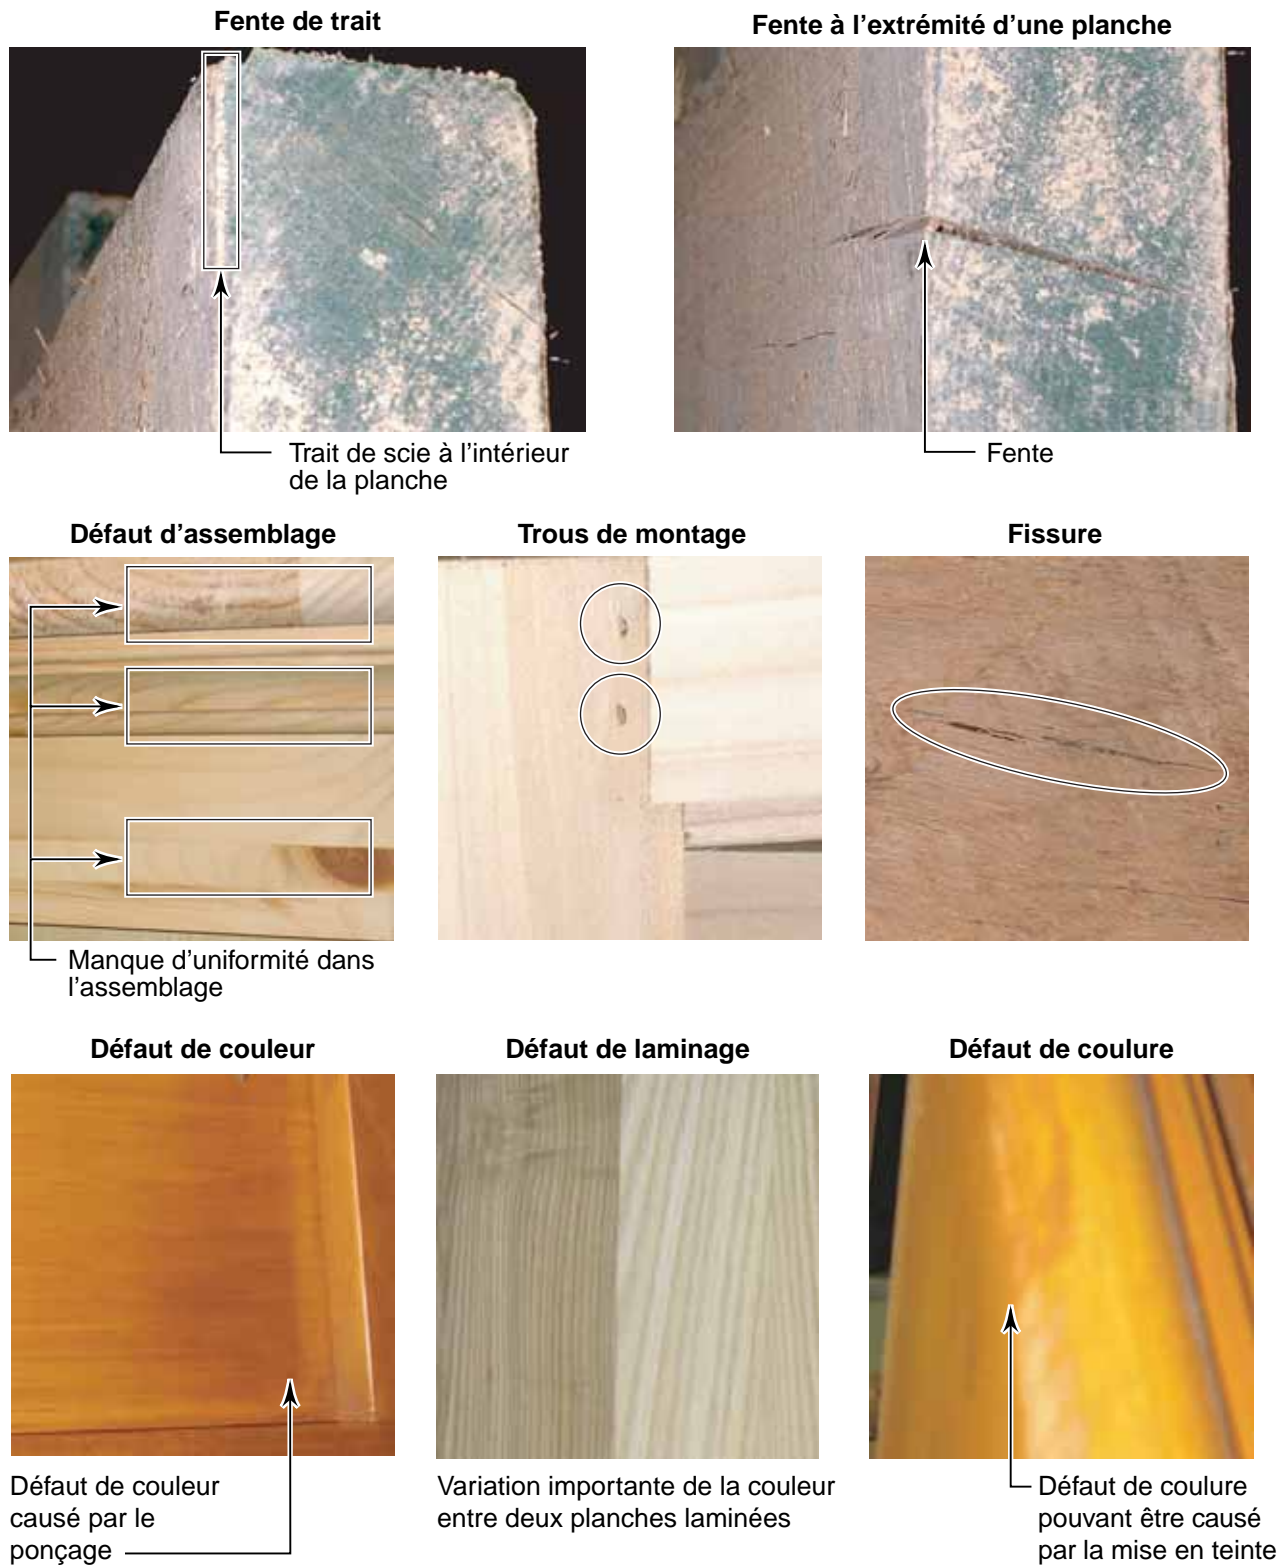 Fente de trait
Fente à l’extrémité d’une planche
Trait de scie à l’intérieur
de la planche
Fente
Défaut d’assemblage
Trous de montage
Fissure
Manque d’uniformité dans
l’assemblage
Défaut de couleur
Défaut de laminage
Défaut de coulure
Défaut de couleur
causé par le
ponçage
Variation importante de la couleur
entre deux planches laminées
Défaut de coulure
pouvant être causé
par la mise en teinte